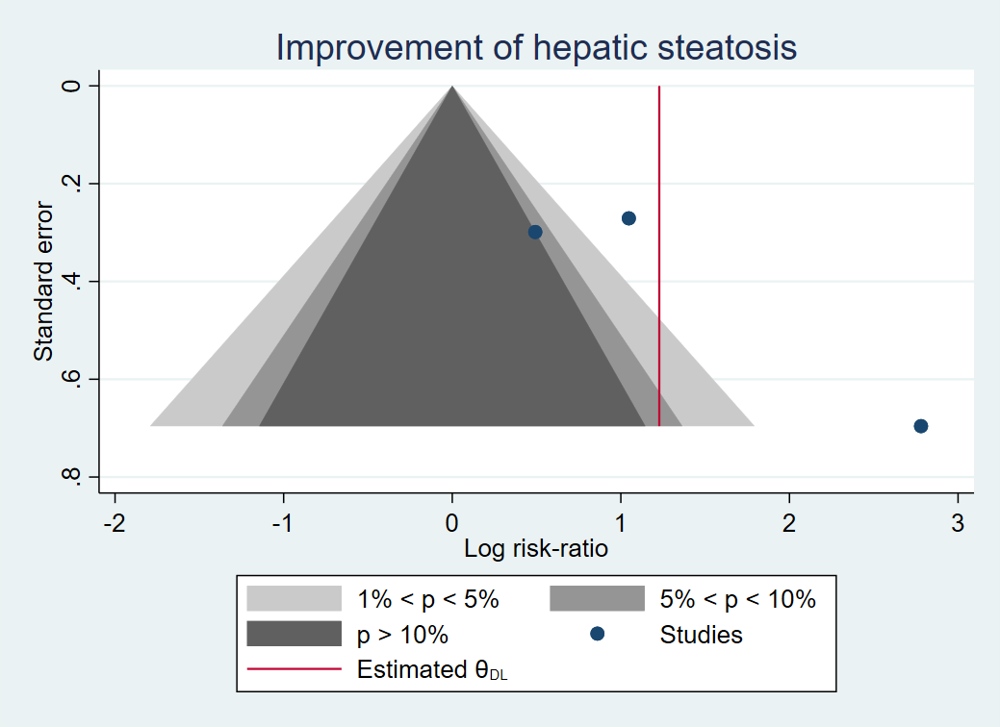 Improvement of hepatic steatosis
0
.2
.4
.6
.8
Standard error
-2 -1 0 1 2 3
Log risk-ratio
1% < p < 5% 5% < p < 10%
p > 10% Studies
Estimated θDL